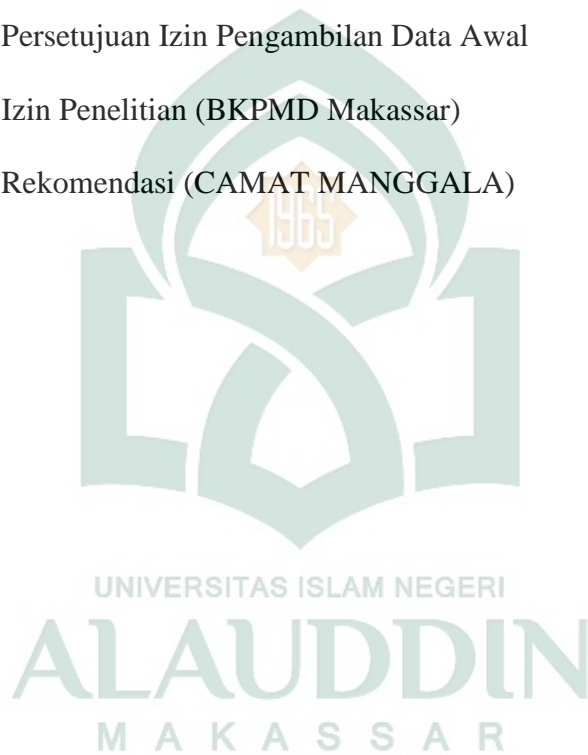 Persetujuan Izin Pengambilan Data Awal
Izin Penelitian (BKPMD Makassar)
Rekomendasi (CAMAT MANGGALA)
1965
UNIVERSITAS ISLAM NEGERI
ALAUDDIN
MAKASSAR